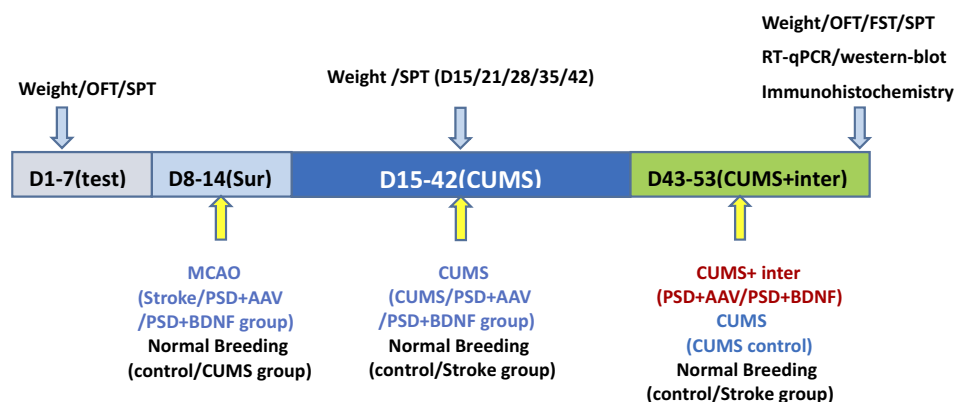 Weight/OFT/FST/SPT
RT-qPCR/western-blot
Immunohistochemistry
Weight/OFT/SPT
Weight /SPT (D15/21/28/35/42)
D1-7(test)
D8-14(Sur)
D15-42(CUMS)
D43-53(CUMS+inter)
MCAO
(Stroke/PSD+AAV
/PSD+BDNF group)
Normal Breeding
(control/CUMS group)
CUMS
(CUMS/PSD+AAV
/PSD+BDNF group)
Normal Breeding
(control/Stroke group)
CUMS+ inter
(PSD+AAV/PSD+BDNF)
CUMS
(CUMS control)
Normal Breeding
(control/Stroke group)